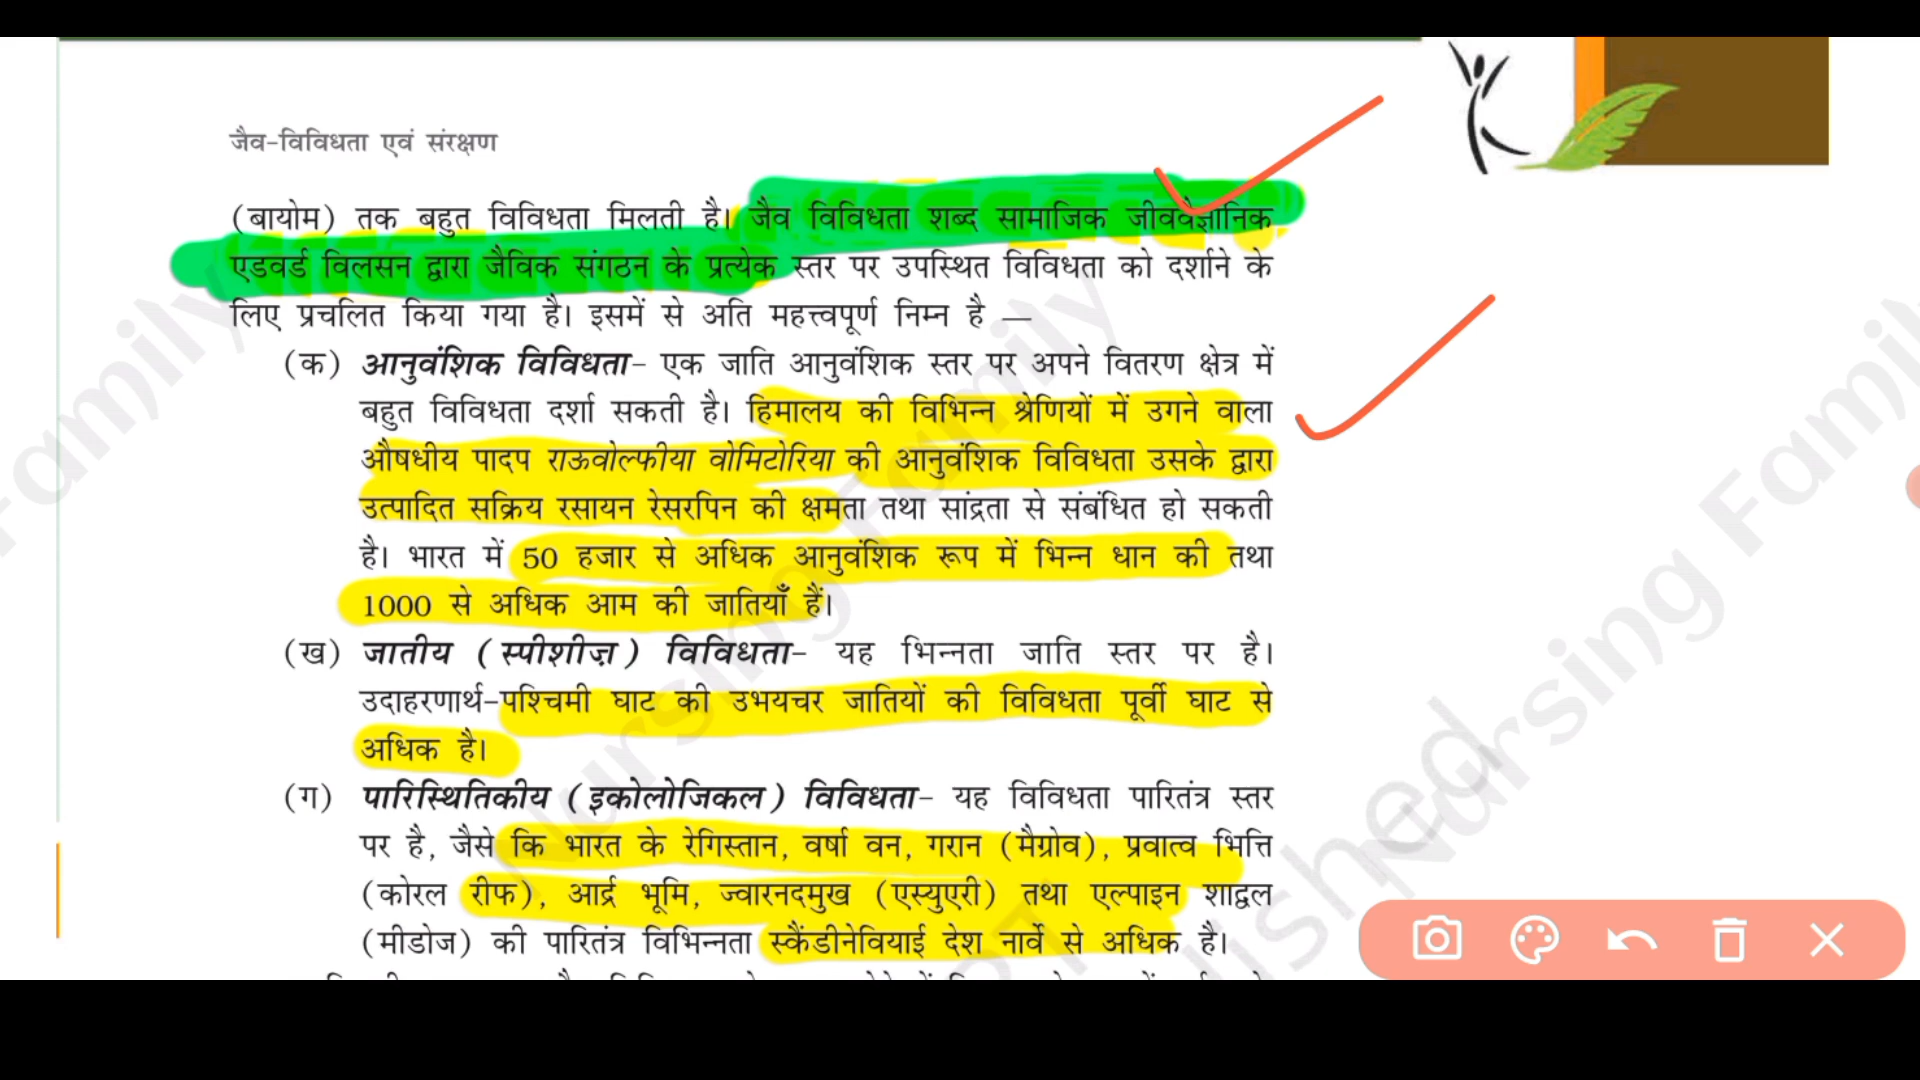 जैव-विविधता एवं संरक्षण
(बायोम) तक बहुत विविधता मिलती है। जैव विविधता शब्द सामाजिक जीववैज्ञानिक
एडवर्ड विलसन द्वारा जैविक संगठन के प्रत्येक स्तर पर उपस्थित विविधता को दर्शाने के
लिए प्रचलित किया गया है। इसमें से अति महत्त्वपूर्ण निम्न है —
(क) आनुवंशिक विविधता- एक जाति आनुवंशिक स्तर पर अपने वितरण क्षेत्र में
बहुत विविधता दर्शा सकती है। हिमालय की विभिन्न श्रेणियों में उगने वाला
औषधीय पादप राऊवोल्फीया वोमिटोरिया की आनुवंशिक विविधता उसके द्वारा
उत्पादित सक्रिय रसायन रेसरपिन की क्षमता तथा सांद्रता से संबंधित हो सकती
है। भारत में 50 हजार से अधिक आनुवंशिक रूप में भिन्न धान की तथा
1000 से अधिक आम की जातियाँ हैं।
(ख) जातीय (स्पीशीज़) विविधता- यह भिन्नता जाति स्तर पर है।
उदाहरणार्थ-पश्चिमी घाट की उभयचर जातियों की विविधता पूर्वी घाट से
अधिक है।
(ग) पारिस्थितिकीय (इकोलोजिकल) विविधता- यह विविधता पारितंत्र स्तर
पर है, जैसे कि भारत के रेगिस्तान, वर्षा वन, गरान (मैग्रोव), प्रवात्व भित्ति
(कोरल रीफ), आर्द्र भूमि, ज्वारनदमुख (एस्युएरी) तथा एल्पाइन शाद्वल
(मीडोज) की पारितंत्र विभिन्नता स्कैंडीनेवियाई देश नार्वे से अधिक है।
Family
Nursing Family
Nursing Family